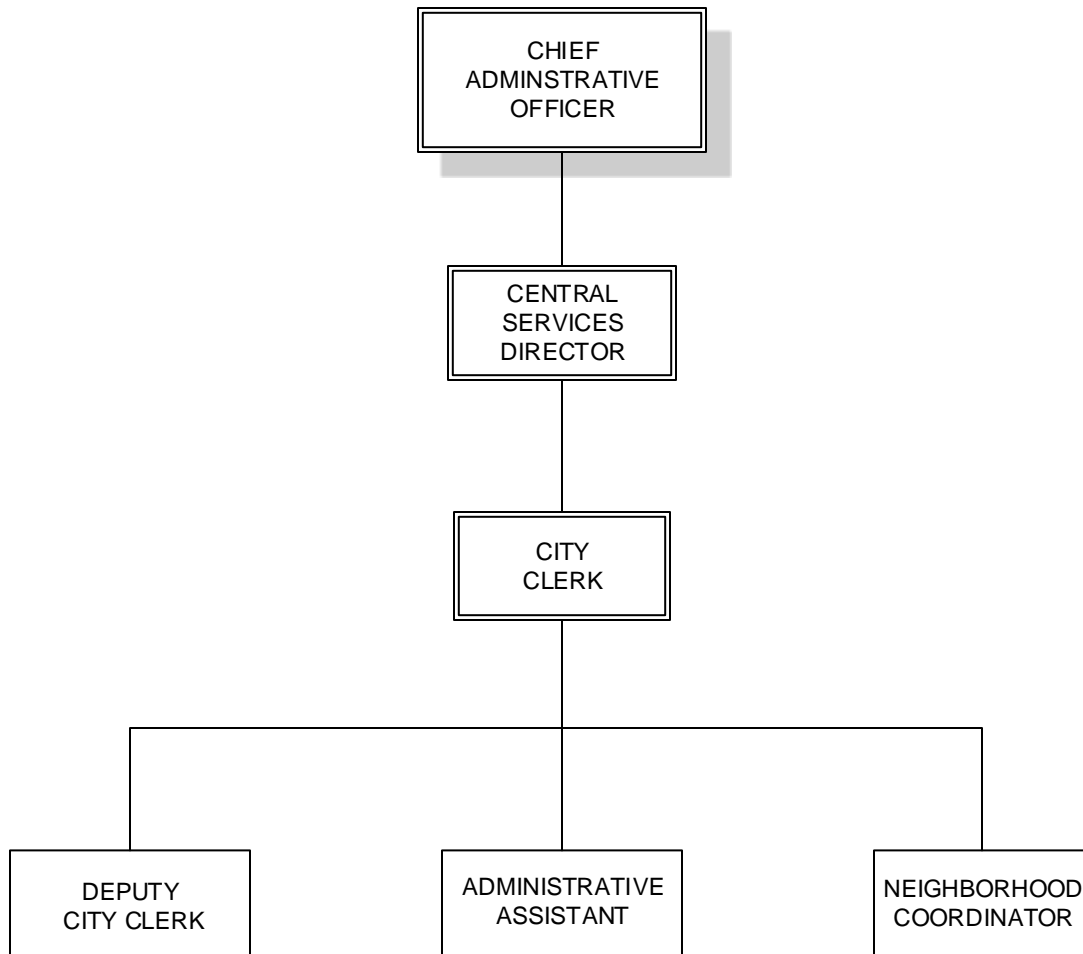 CHIEF
ADMINSTRATIVE
OFFICER
CENTRAL
SERVICES
DIRECTOR
CITY
CLERK
DEPUTY
CITY CLERK
ADMINISTRATIVE
ASSISTANT
NEIGHBORHOOD
COORDINATOR